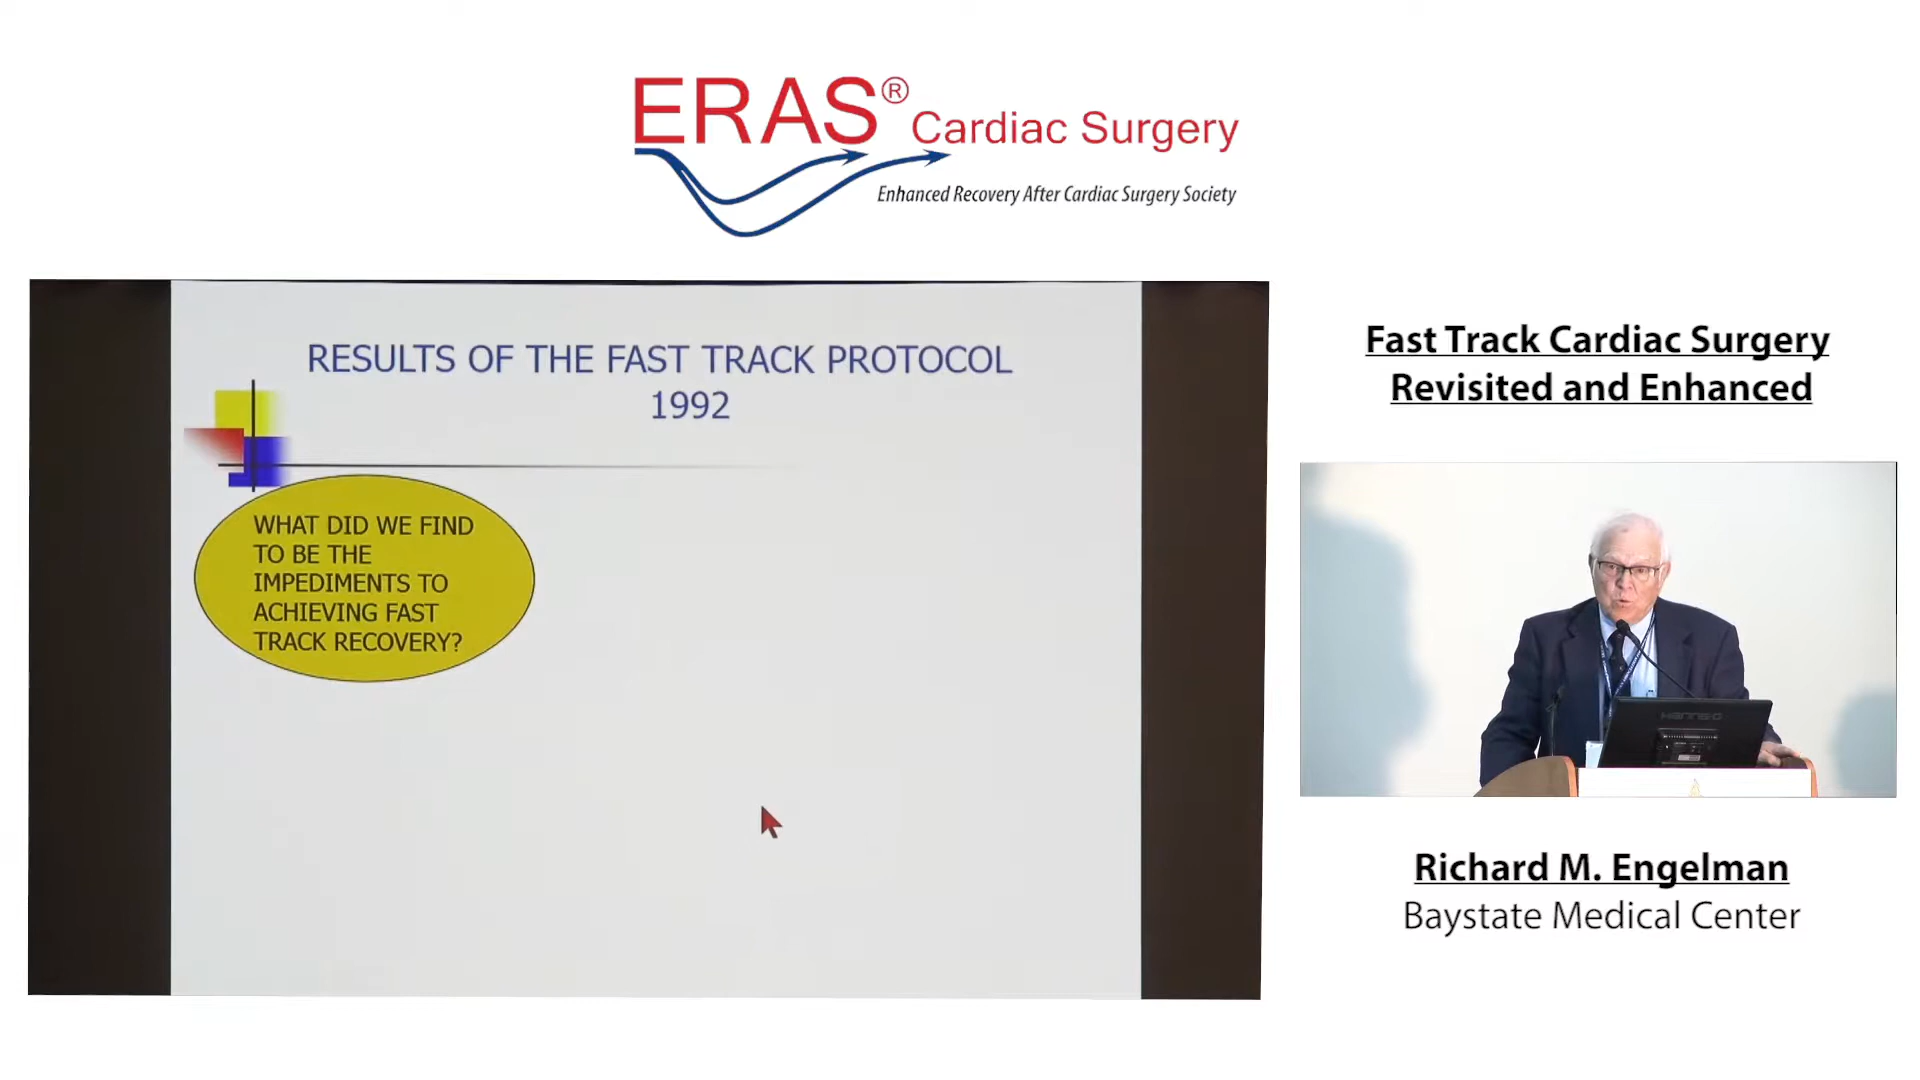 ERAS® Cardiac Surgery
Enhanced Recovery After Cardiac Surgery Society
RESULTS OF THE FAST TRACK PROTOCOL
1992
WHAT DID WE FIND
TO BE THE
IMPEDIMENTS TO
ACHIEVING FAST
TRACK RECOVERY?
Fast Track Cardiac Surgery
Revisited and Enhanced
HANNS-G
Richard M. Engelman
Baystate Medical Center